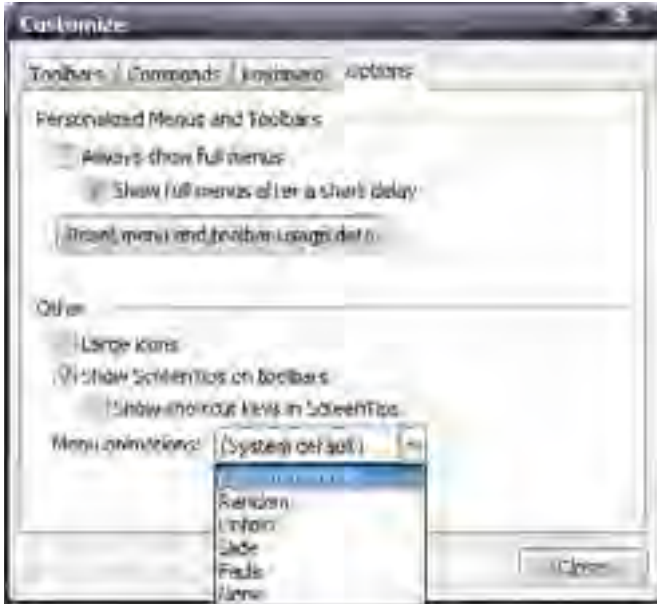 Customize
Toolbars Commands Keyboard Options
Personalized Menus and Toolbars
Always show full menus
Show full menus after a short delay
Reset menu and toolbar usage data
Other
Large icons
Show ScreenTips on toolbars
Show shortcut keys in ScreenTips
Menu animations: (System default)
Random
Unfold
Slide
Fade
None
Close